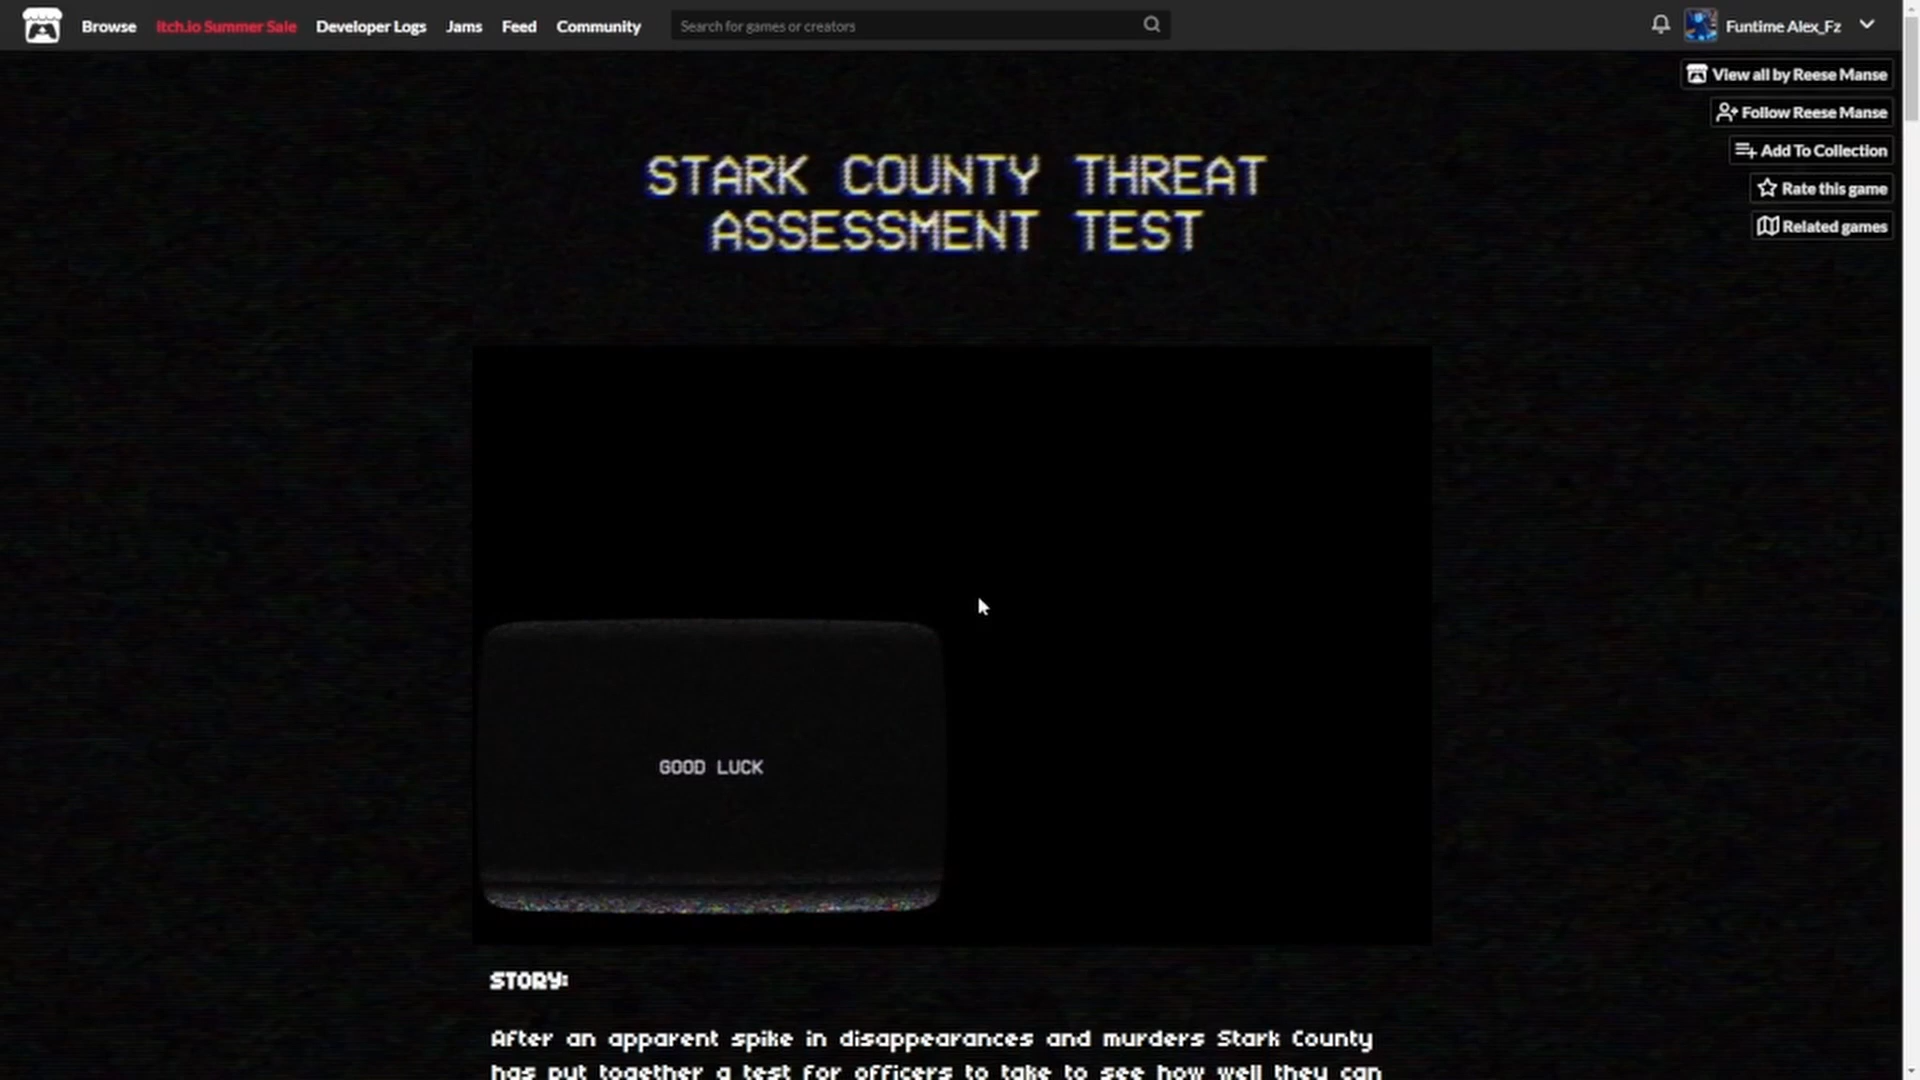 Browse itch.io Summer Sale Developer Logs Jams Feed Community Search for games or creators Funtime Alex_Fz
View all by Reese Manse
Follow Reese Manse
Add To Collection
Rate this game
Related games
STARK COUNTY THREAT
ASSESSMENT TEST
GOOD LUCK
STORY:
After an apparent spike in disappearances and murders Stark County
has put together a test for officers to take to see how well they can